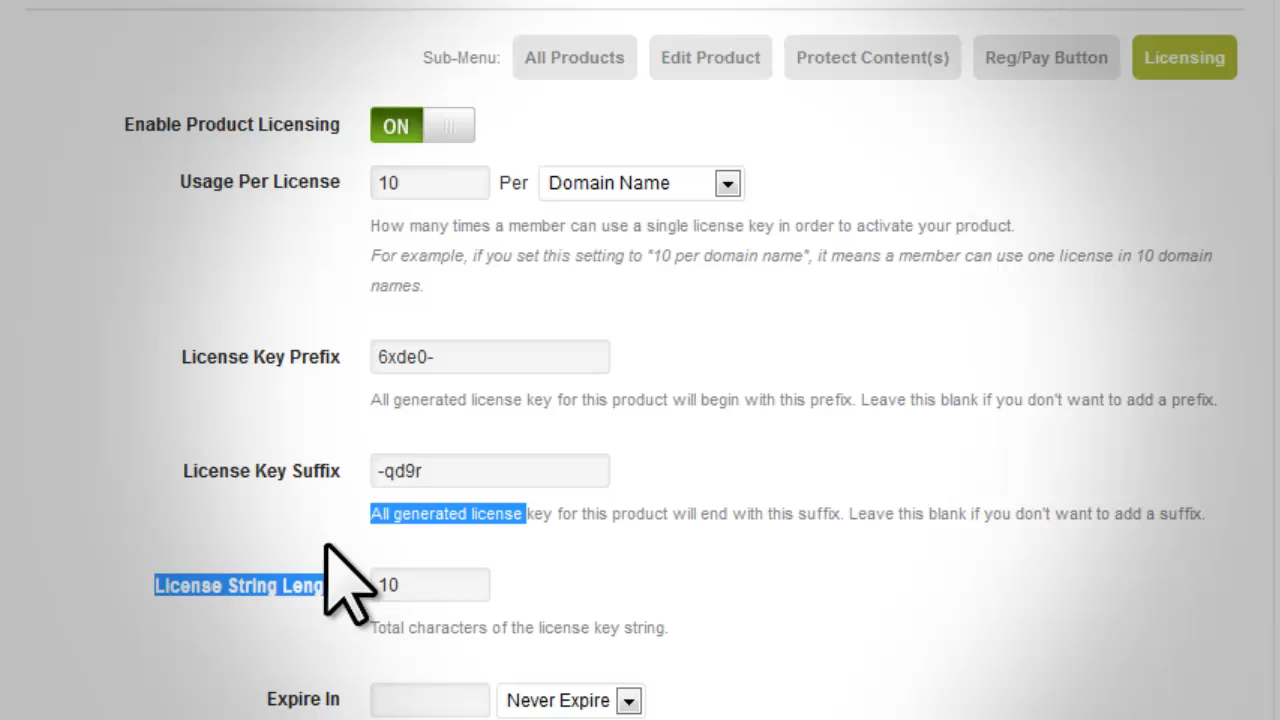 Sub-Menu: All Products Edit Product Protect Content(s) Reg/Pay Button Licensing
Enable Product Licensing ON
Usage Per License 10 Per Domain Name
How many times a member can use a single license key in order to activate your product.
For example, if you set this setting to "10 per domain name", it means a member can use one license in 10 domain
names.
License Key Prefix 6xde0-
All generated license key for this product will begin with this prefix. Leave this blank if you don't want to add a prefix.
License Key Suffix -qd9r
All generated license key for this product will end with this suffix. Leave this blank if you don't want to add a suffix.
License String Leng 10
Total characters of the license key string.
Expire In Never Expire